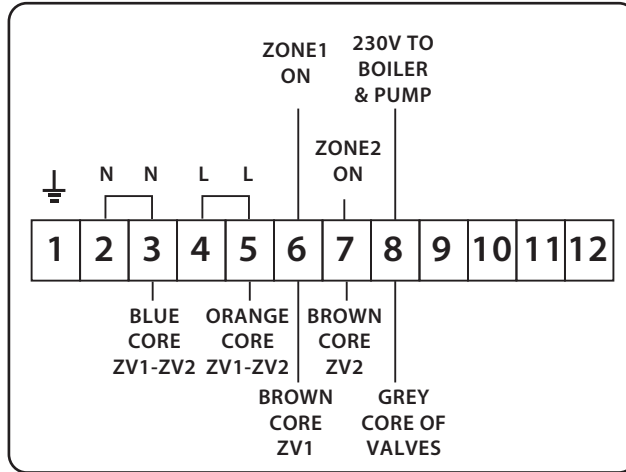 ZONE1
ON
230V TO
BOILER
& PUMP
ZONE2
ON
N N L L
1 2 3 4 5 6 7 8 9 10 11 12
BLUE
CORE
ZV1-ZV2
ORANGE
CORE
ZV1-ZV2
BROWN
CORE
ZV2
BROWN
CORE
ZV1
GREY
CORE OF
VALVES